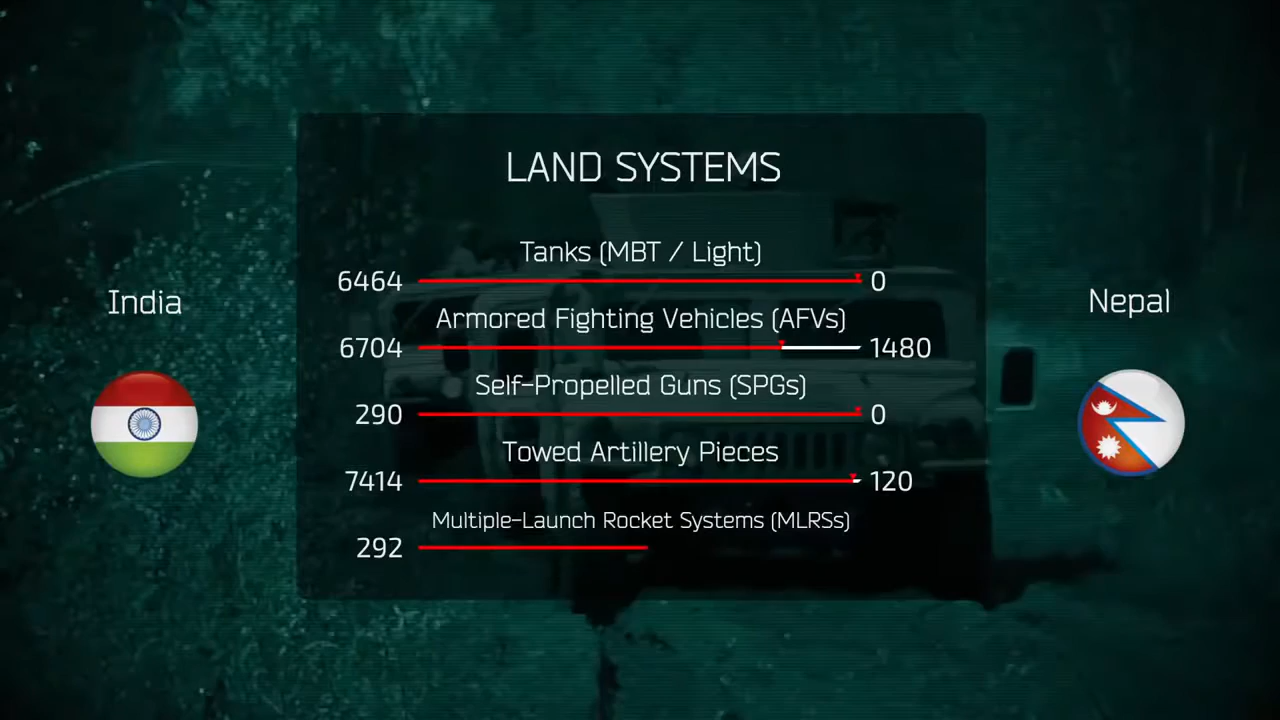 LAND SYSTEMS
Tanks (MBT / Light)
6464 0
India
Nepal
Armored Fighting Vehicles (AFVs)
6704 1480
Self-Propelled Guns (SPGs)
290 0
Towed Artillery Pieces
7414 120
Multiple-Launch Rocket Systems (MLRSs)
292